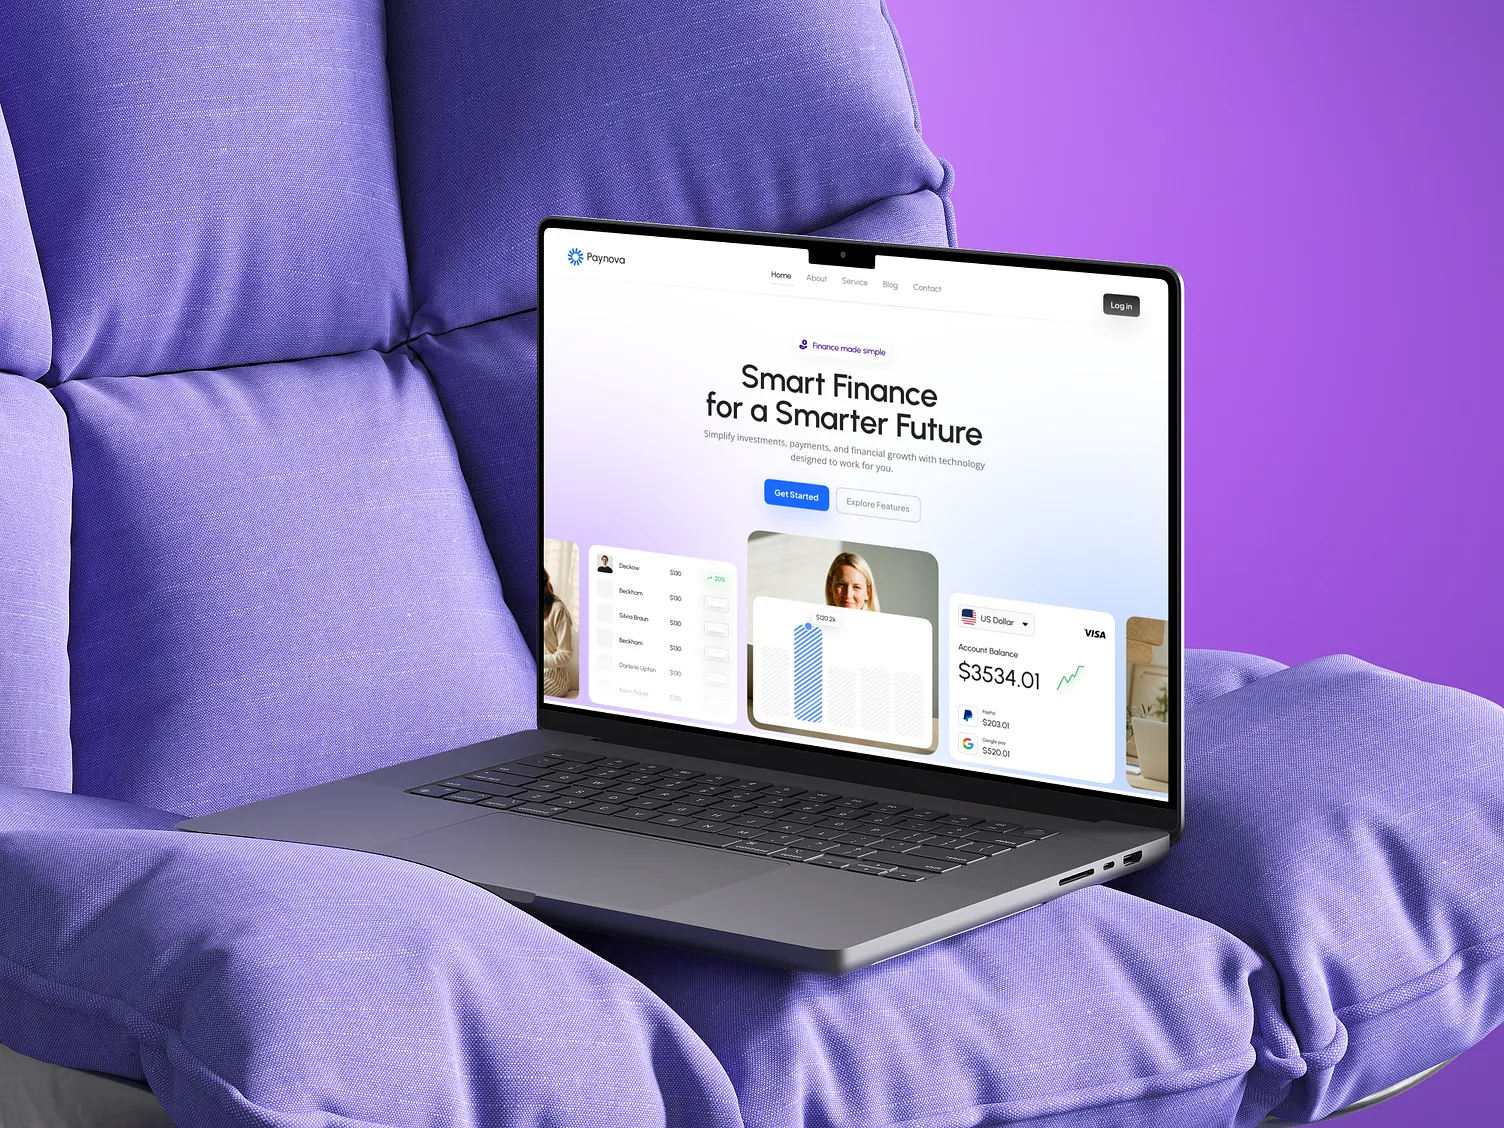 Paynova
Home About Service Blog Contact
Log in
Finance made simple
Smart Finance
for a Smarter Future
Simplify investments, payments, and financial growth with technology
designed to work for you.
Get Started
Explore Features
Deckow $130 20%
Beckham $130
Silvia Braun $130
Beckham $130
Darlene Upton $130
$130
$120.2k
US Dollar
VISA
Account Balance
$3534.01
PayPal
$203.01
Google pay
$520.01